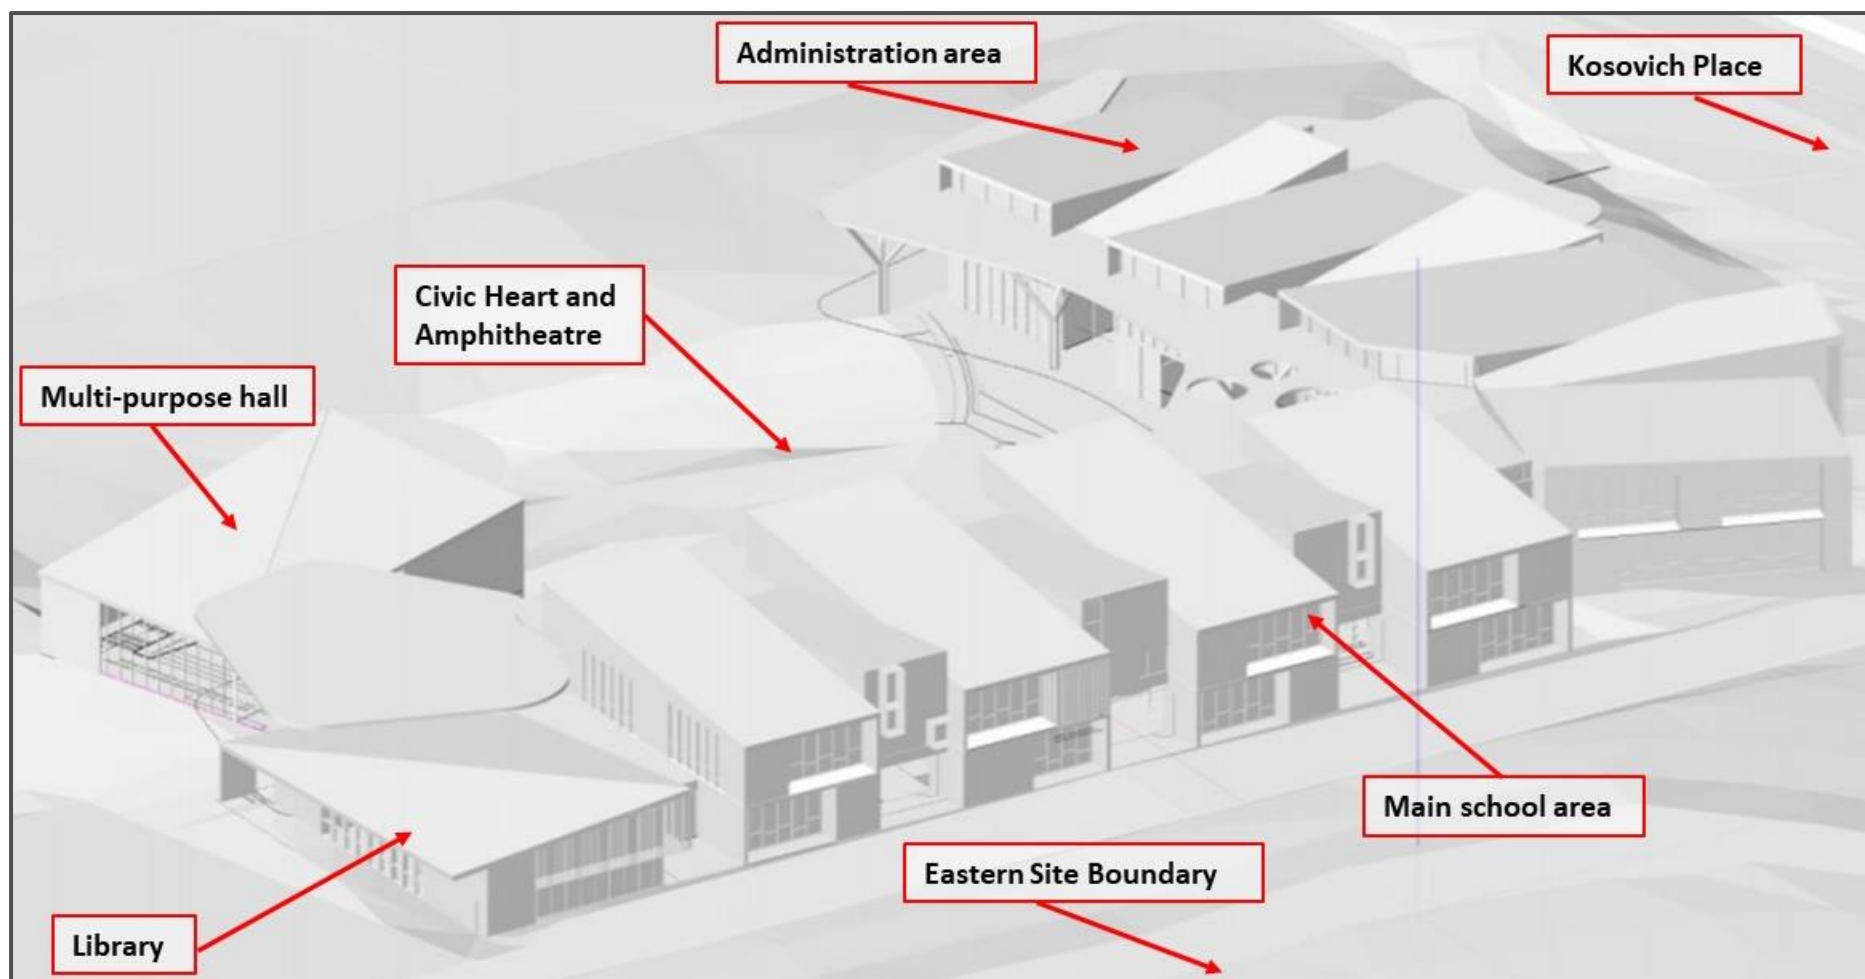 Administration area
Kosovich Place
Civic Heart and
Amphitheatre
Multi-purpose hall
Main school area
Eastern Site Boundary
Library